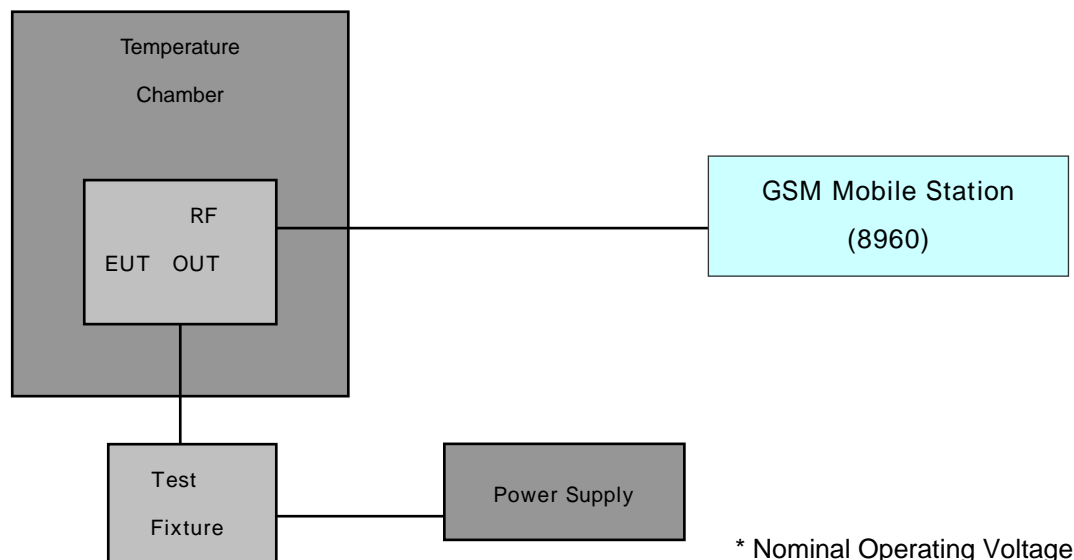 Temperature
Chamber
RF
EUT OUT
GSM Mobile Station
(8960)
Test
Fixture
Power Supply
* Nominal Operating Voltage